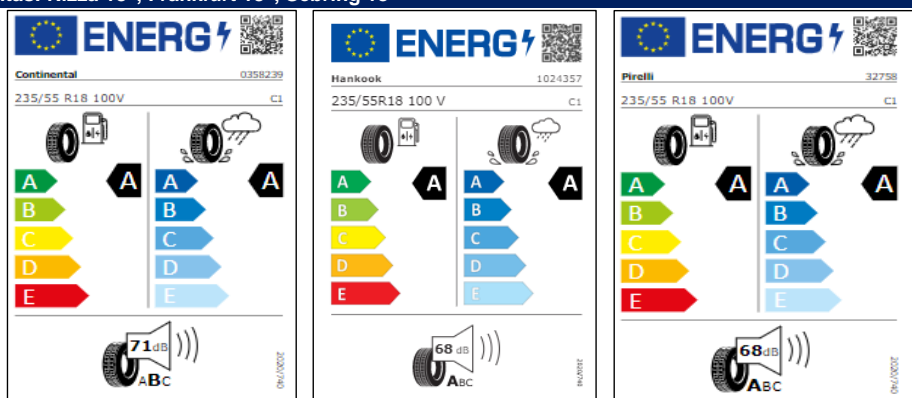 ENERG
Continental 0358239
235/55 R18 100V C1
A A
A A
B B
C C
D D
E E
71dB
ABC
2020/740
ENERG
Hankook 1024357
235/55R18 100 V C1
A A
A A
B B
C C
D D
E E
68 dB
ABC
2020/740
ENERG
Pirelli 32758
235/55 R18 100V C1
A A
A A
B B
C C
D D
E E
68dB
ABC
2020/740